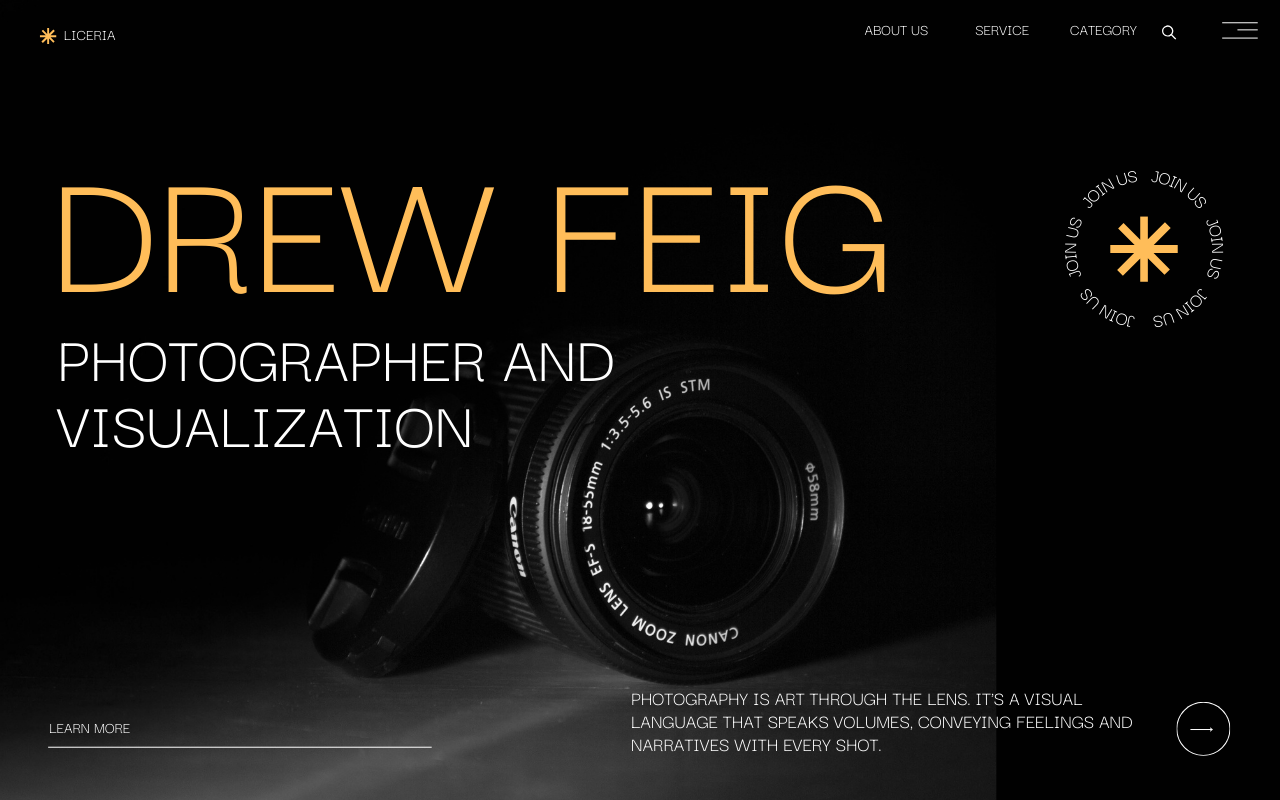 LICERIA
ABOUT US
SERVICE
CATEGORY
DREW FEIG
JOIN US JOIN US JOIN US JOIN US JOIN US JOIN US
PHOTOGRAPHER AND
VISUALIZATION
CANON ZOOM LENS EF-S 18-55mm 1:3.5-5.6 IS STM
Φ58mm
Canon
PHOTOGRAPHY IS ART THROUGH THE LENS. IT'S A VISUAL
LANGUAGE THAT SPEAKS VOLUMES, CONVEYING FEELINGS AND
NARRATIVES WITH EVERY SHOT.
LEARN MORE